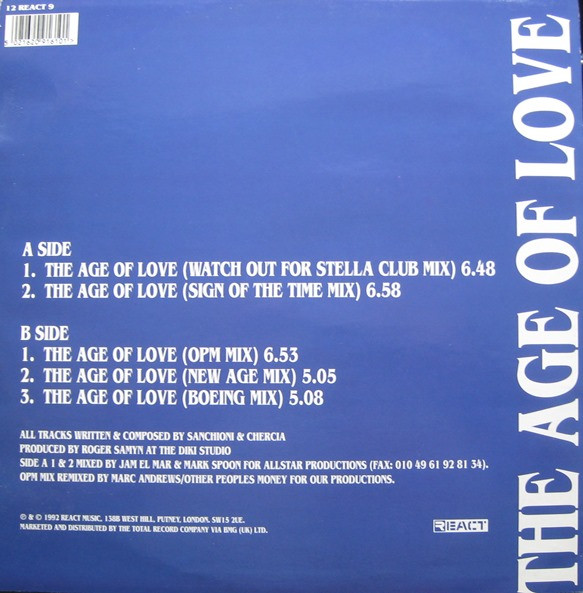 12 REACT 9
THE AGE OF LOVE
A SIDE
1. THE AGE OF LOVE (WATCH OUT FOR STELLA CLUB MIX) 6.48
2. THE AGE OF LOVE (SIGN OF THE TIME MIX) 6.58
B SIDE
1. THE AGE OF LOVE (OPM MIX) 6.53
2. THE AGE OF LOVE (NEW AGE MIX) 5.05
3. THE AGE OF LOVE (BOEING MIX) 5.08
ALL TRACKS WRITTEN & COMPOSED BY SANCHIONI & CHERCIA
PRODUCED BY ROGER SAMYN AT THE DIKI STUDIO
SIDE A 1 & 2 MIXED BY JAM EL MAR & MARK SPOON FOR ALLSTAR PRODUCTIONS (FAX: 010 49 61 92 81 34).
OPM MIX REMIXED BY MARC ANDREWS/OTHER PEOPLES MONEY FOR OUR PRODUCTIONS.
℗ & © 1992 REACT MUSIC, 138B WEST HILL, PUTNEY, LONDON. SW15 2UE.
MARKETED AND DISTRIBUTED BY THE TOTAL RECORD COMPANY VIA BMG (UK) LTD.
REACT